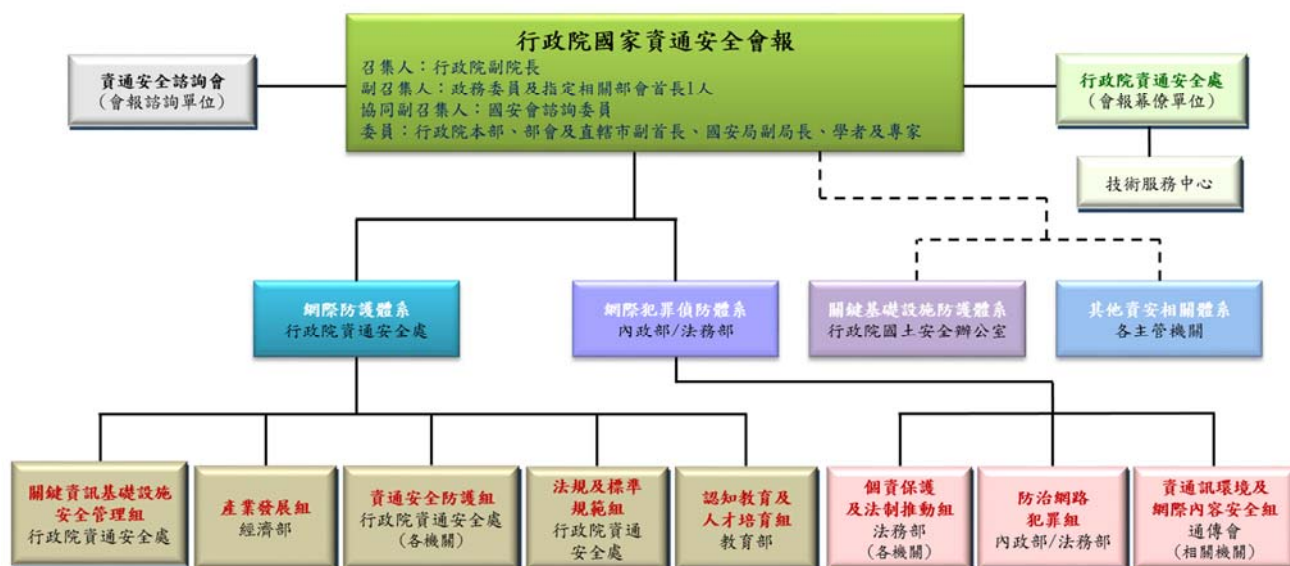 行政院國家資通安全會報
召集人：行政院副院長
副召集人：政務委員及指定相關部會首長1人
協同副召集人：國安會諮詢委員
委員：行政院本部、部會及直轄市副首長、國安局副局長、學者及專家
資通安全諮詢會
(會報諮詢單位)
行政院資通安全處
(會報幕僚單位)
技術服務中心
網際防護體系
行政院資通安全處
網際犯罪偵防體系
內政部/法務部
關鍵基礎設施防護體系
行政院國土安全辦公室
其他資安相關體系
各主管機關
關鍵資訊基礎設施
安全管理組
行政院資通安全處
產業發展組
經濟部
資通安全防護組
行政院資通安全處
(各機關)
法規及標準
規範組
行政院資通
安全處
認知教育及
人才培育組
教育部
個資保護
及法制推動組
法務部
(各機關)
防治網路
犯罪組
內政部/法務部
資通訊環境及
網際內容安全組
通傳會
(相關機關)